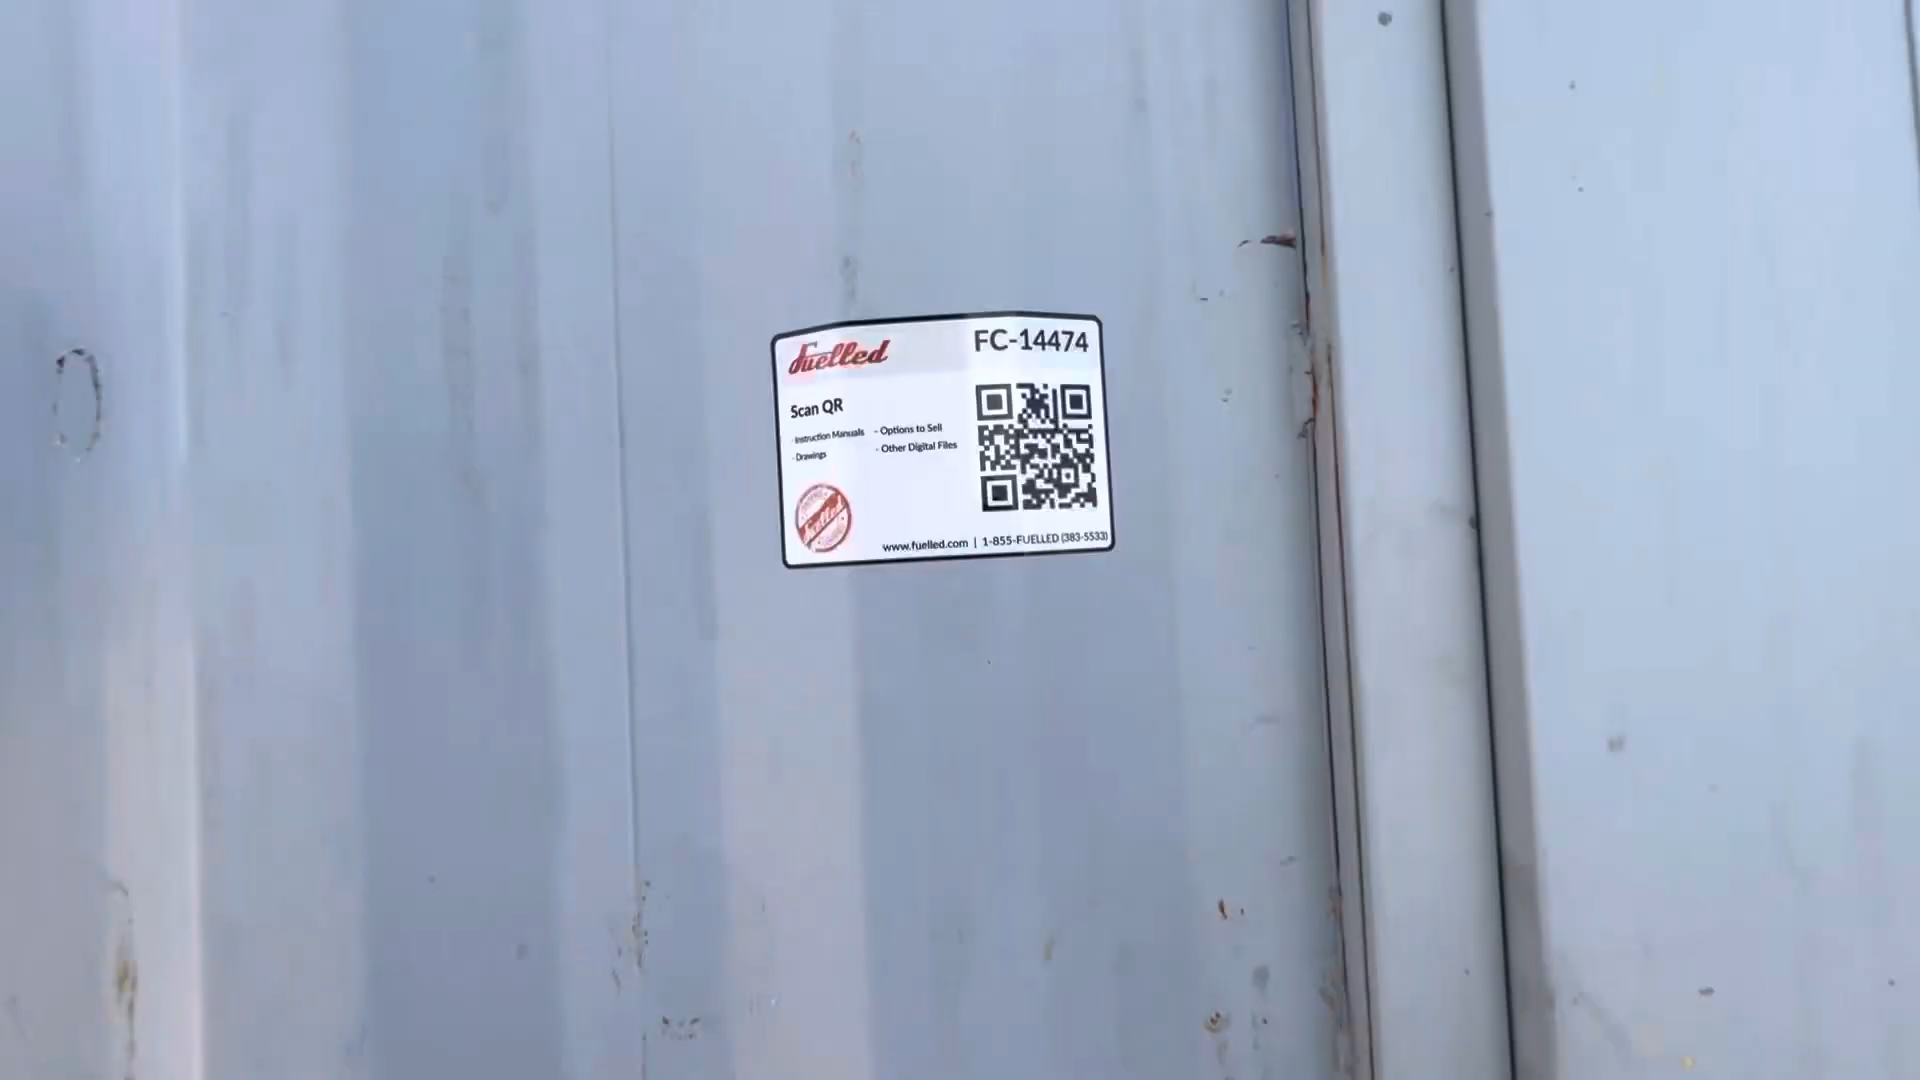 Fuelled
FC-14474
Scan QR
- Instruction Manuals
- Options to Sell
- Drawings
- Other Digital Files
Fuelled
www.fuelled.com | 1-855-FUELLED (383-5533)